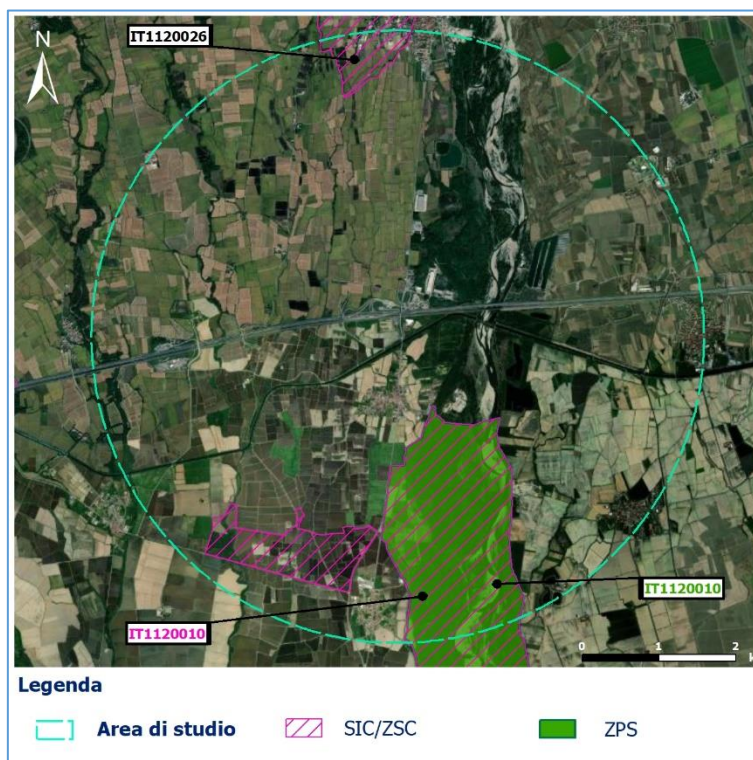 IT1120026
N
IT1120010
IT1120010
0 1 2
k
Legenda
Area di studio
SIC/ZSC
ZPS